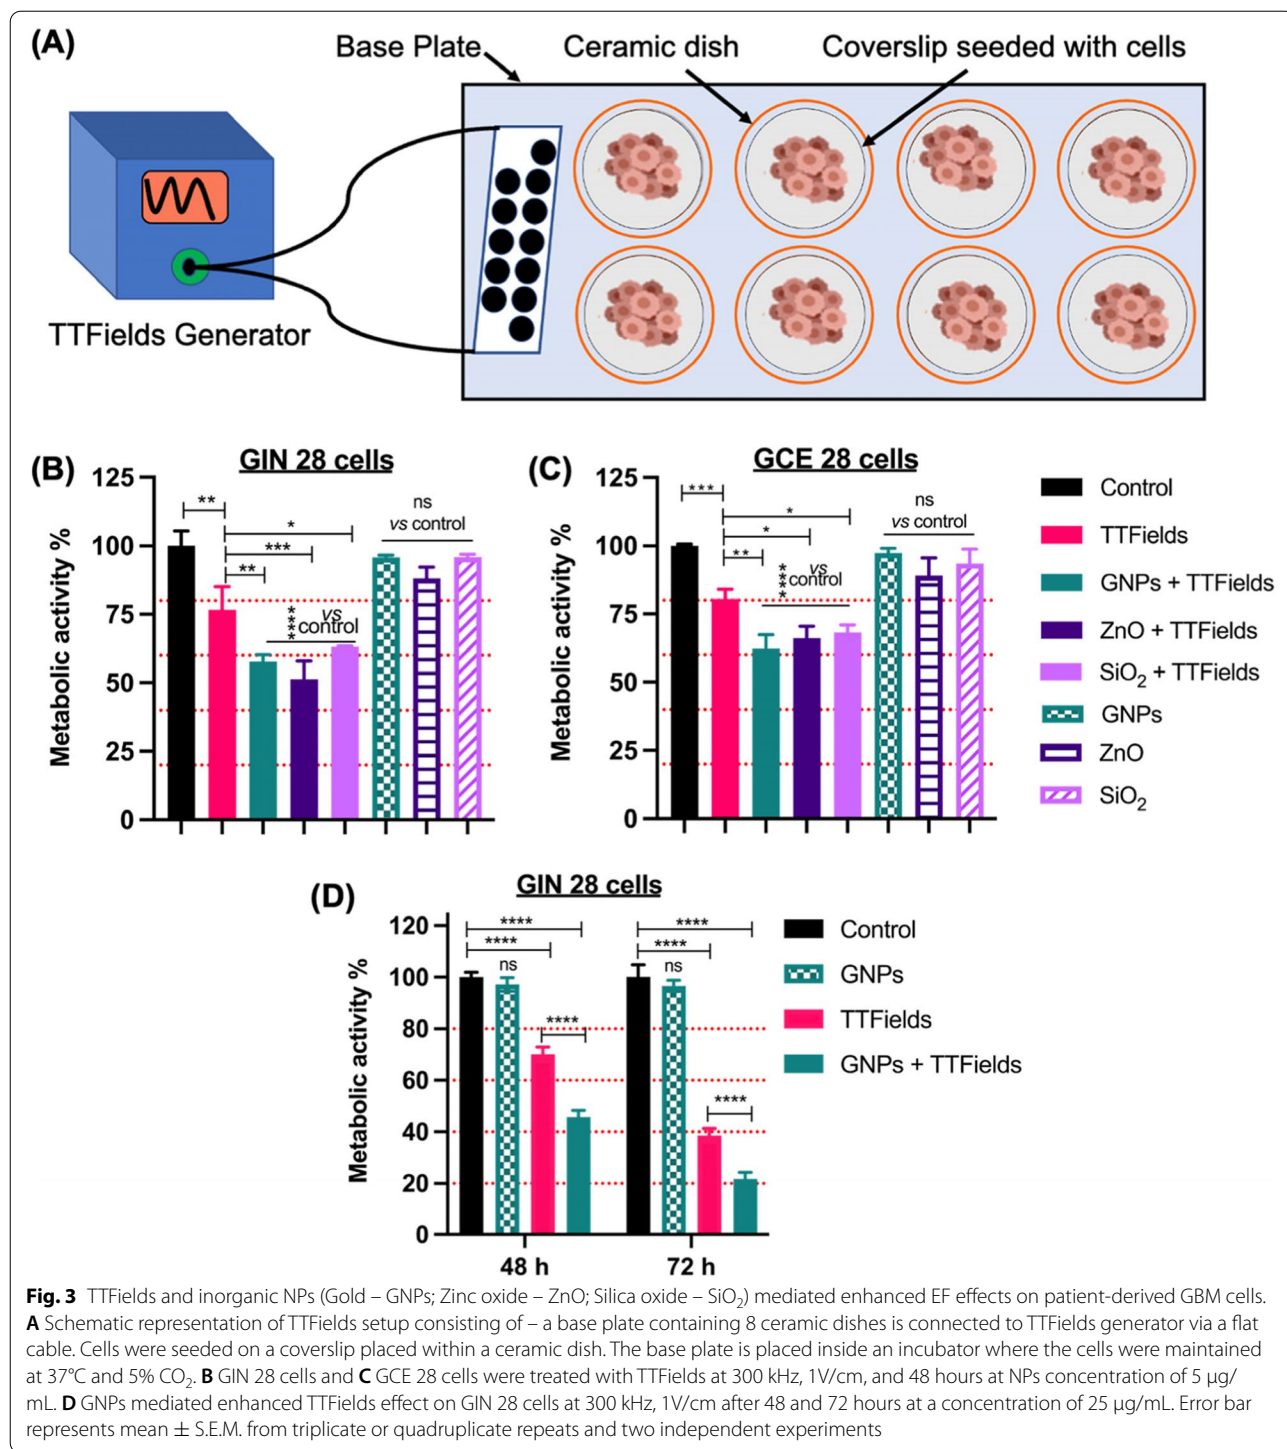 (A)
Base Plate
Ceramic dish
Coverslip seeded with cells
TTFields Generator
(B)
GIN 28 cells
Metabolic activity %
125
100
75
50
25
0
**
*
***
**
****
vs
control
ns
vs control
(C)
GCE 28 cells
Metabolic activity %
125
100
75
50
25
0
***
*
*
**
****
vs
control
ns
vs control
Control
TTFields
GNPs + TTFields
ZnO + TTFields
SiO₂ + TTFields
GNPs
ZnO
SiO₂
(D)
GIN 28 cells
Metabolic activity %
120
100
80
60
40
20
0
****
****
ns
****
****
****
ns
****
48 h
72 h
Control
GNPs
TTFields
GNPs + TTFields
Fig. 3 TTFields and inorganic NPs (Gold – GNPs; Zinc oxide – ZnO; Silica oxide – SiO₂) mediated enhanced EF effects on patient-derived GBM cells.
A Schematic representation of TTFields setup consisting of – a base plate containing 8 ceramic dishes is connected to TTFields generator via a flat
cable. Cells were seeded on a coverslip placed within a ceramic dish. The base plate is placed inside an incubator where the cells were maintained
at 37°C and 5% CO₂. B GIN 28 cells and C GCE 28 cells were treated with TTFields at 300 kHz, 1V/cm, and 48 hours at NPs concentration of 5 μg/
mL. D GNPs mediated enhanced TTFields effect on GIN 28 cells at 300 kHz, 1V/cm after 48 and 72 hours at a concentration of 25 μg/mL. Error bar
represents mean ± S.E.M. from triplicate or quadruplicate repeats and two independent experiments